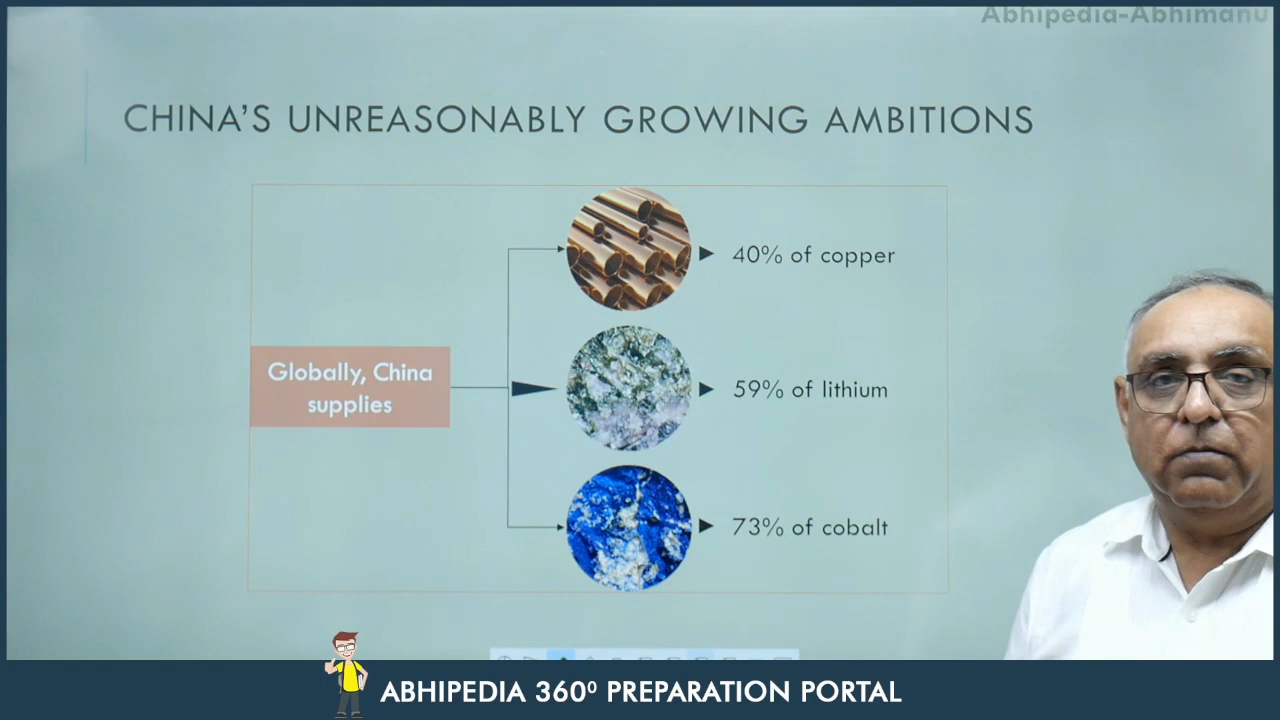 Abhipedia-Abhimanu
CHINA'S UNREASONABLY GROWING AMBITIONS
40% of copper
Globally, China
supplies
59% of lithium
73% of cobalt
ABHIPEDIA 360⁰ PREPARATION PORTAL